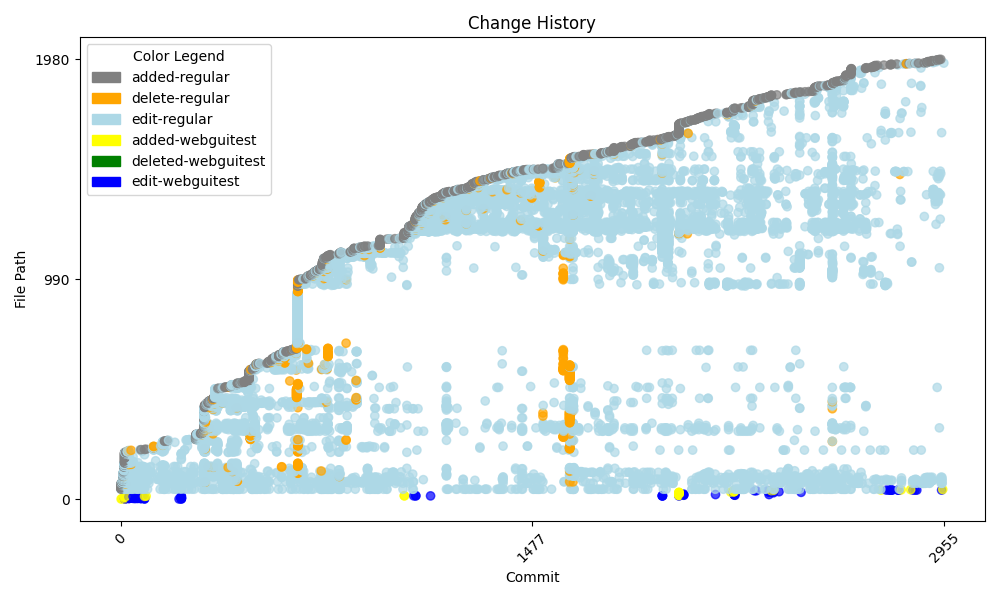 Change History
Color Legend
added-regular
delete-regular
edit-regular
added-webguitest
deleted-webguitest
edit-webguitest
File Path
1980
990
0
0
1477
2955
Commit